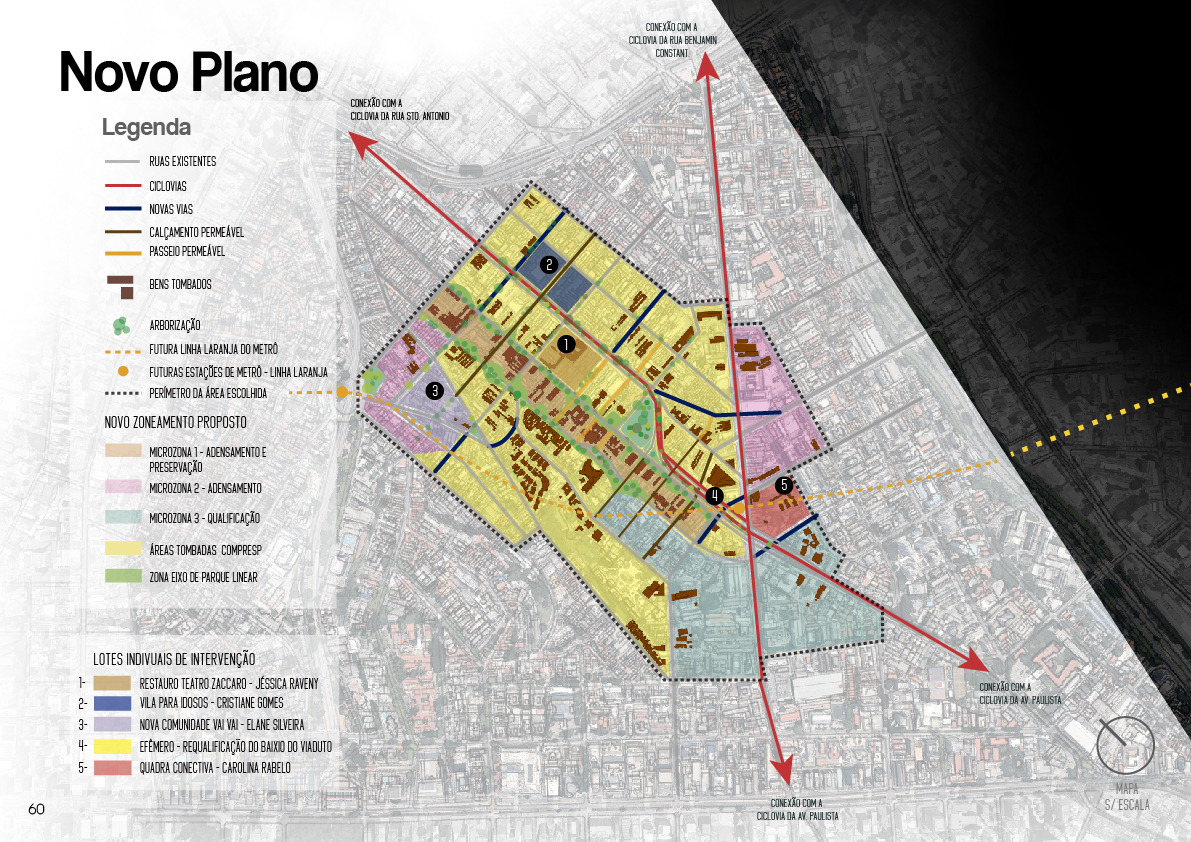 Novo Plano
Legenda
RUAS EXISTENTES
CICLOVIAS
NOVAS VIAS
CALÇAMENTO PERMEÁVEL
PASSEIO PERMEÁVEL
BENS TOMBADOS
ARBORIZAÇÃO
FUTURA LINHA LARANJA DO METRÔ
FUTURAS ESTAÇÕES DE METRÔ - LINHA LARANJA
PERÍMETRO DA ÁREA ESCOLHIDA
NOVO ZONEAMENTO PROPOSTO
MICROZONA 1 - ADENSAMENTO E
PRESERVAÇÃO
MICROZONA 2 - ADENSAMENTO
MICROZONA 3 - QUALIFICAÇÃO
ÁREAS TOMBADAS COMPRESP
ZONA EIXO DE PARQUE LINEAR
LOTES INDIVUAIS DE INTERVENÇÃO
1- RESTAURO TEATRO ZACCARO - JÉSSICA RAVENY
2- VILA PARA IDOSOS - CRISTIANE GOMES
3- NOVA COMUNIDADE VAI VAI - ELANE SILVEIRA
4- EFÊMERO - REQUALIFICAÇÃO DO BAIXIO DO VIADUTO
5- QUADRA CONECTIVA - CAROLINA RABELO
60
CONEXÃO COM A
CICLOVIA DA RUA STO. ANTONIO
CONEXÃO COM A
CICLOVIA DA RUA BENJAMIN
CONSTANT
2
1
3
4
5
CONEXÃO COM A
CICLOVIA DA AV. PAULISTA
CONEXÃO COM A
CICLOVIA DA AV. PAULISTA
MAPA
S/ ESCALA